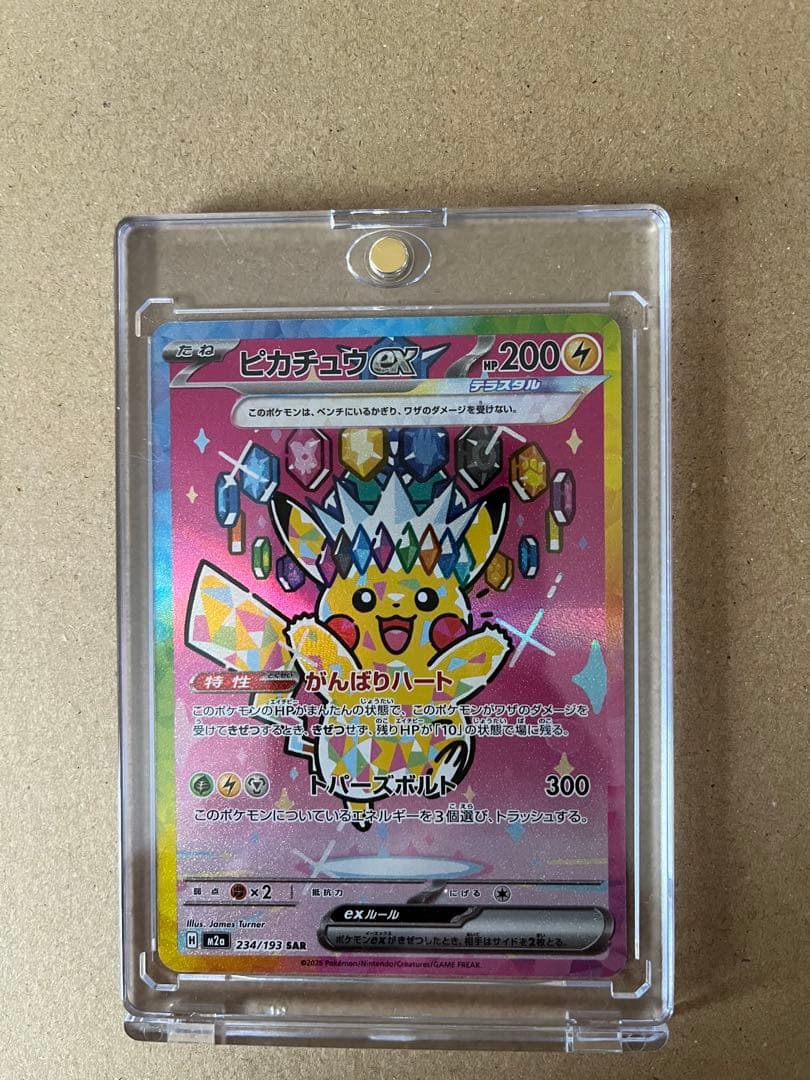 たね ピカチュウex HP 200
テラスタル
このポケモンは、ベンチにいるかぎり、ワザのダメージを受けない。
特性 とくせい がんばりハート
このポケモンのHPがまんたんの状態で、このポケモンがワザのダメージを
受けてきぜつするとき、きぜつせず、残りHPが「10」の状態で場に残る。
トパーズボルト 300
このポケモンについているエネルギーを3個選び、トラッシュする。
弱点 ×2 抵抗力 にげる
Illus. James Turner
exルール
H m2a 234/193 SAR
ポケモンexがきぜつしたとき、相手はサイドを2枚とる。
©2025 Pokémon/Nintendo/Creatures/GAME FREAK.